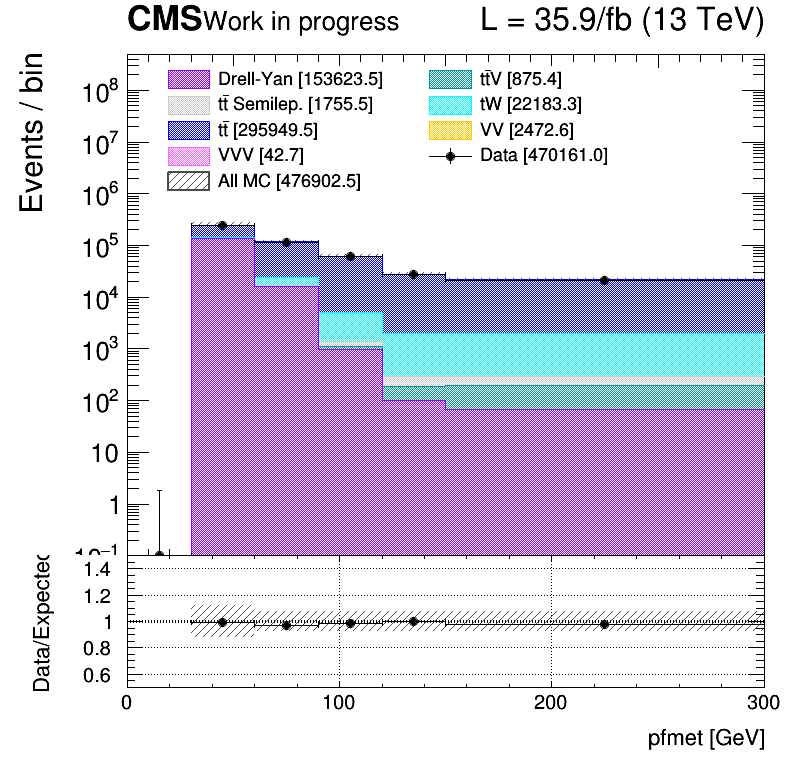 CMS Work in progress L = 35.9/fb (13 TeV)
Events / bin
Drell-Yan [153623.5] tt̄V [875.4]
tt̄ Semilep. [1755.5] tW [22183.3]
tt̄ [295949.5] VV [2472.6]
VVV [42.7] Data [470161.0]
All MC [476902.5]
10⁸
10⁷
10⁶
10⁵
10⁴
10³
10²
10
1
10⁻¹
Data/Expected
1.4
1.2
1
0.8
0.6
0 100 200 300
pfmet [GeV]